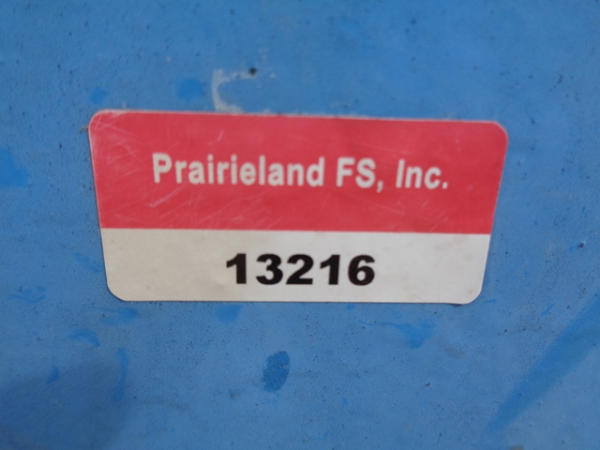 Prairieland FS, Inc.
13216